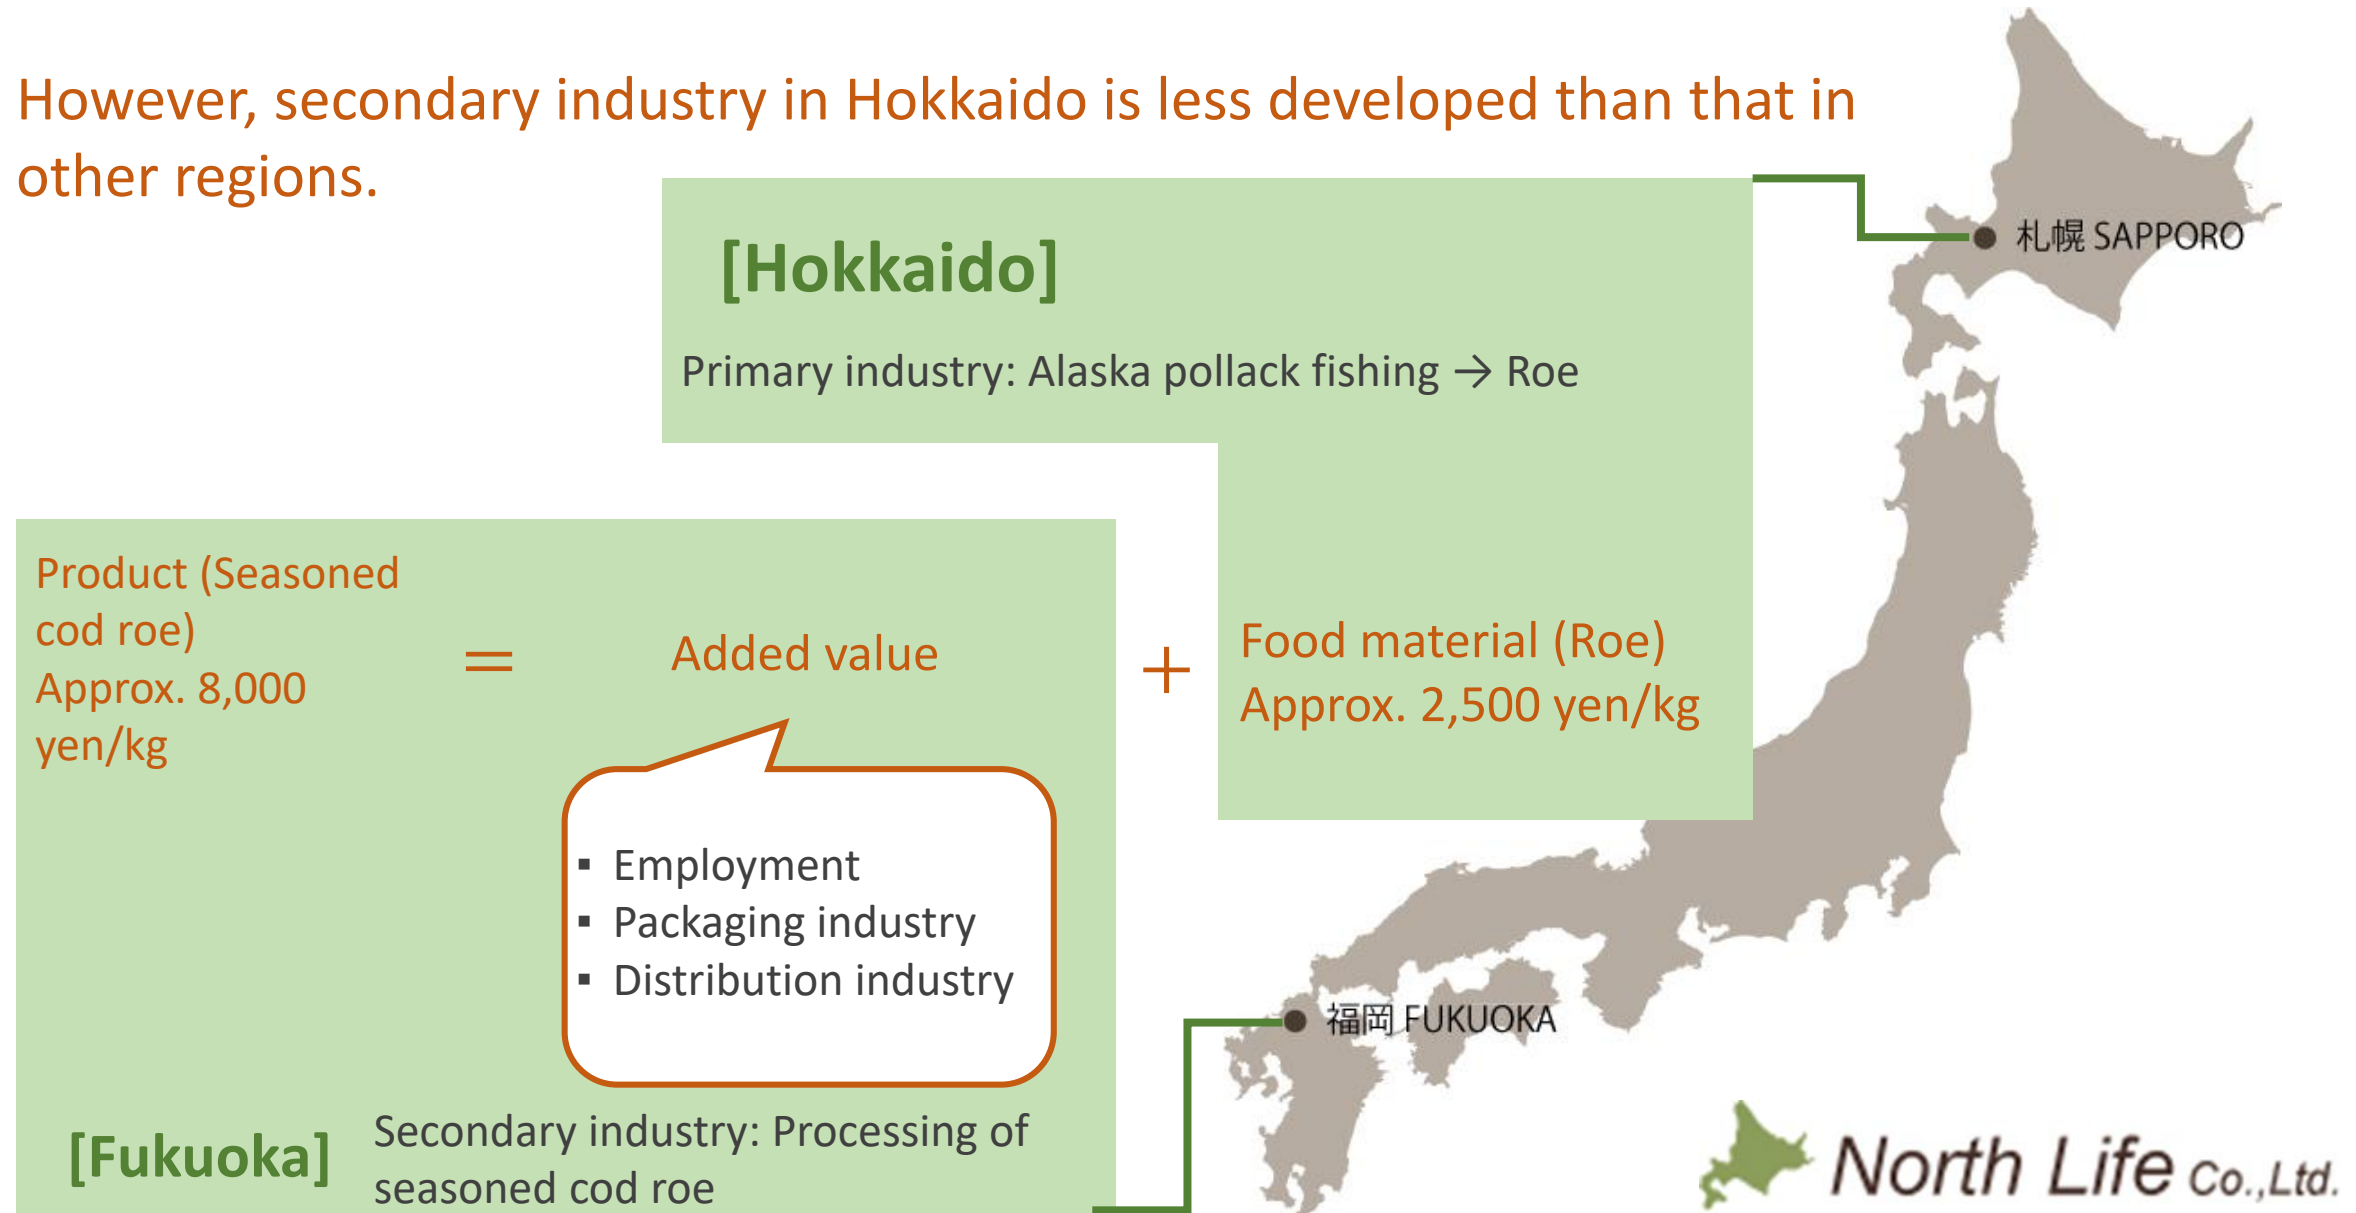 However, secondary industry in Hokkaido is less developed than that in
other regions.
[Hokkaido]
Primary industry: Alaska pollack fishing → Roe
札幌 SAPPORO
Product (Seasoned
cod roe)
Approx. 8,000
yen/kg
=
Added value
+
Food material (Roe)
Approx. 2,500 yen/kg
▪ Employment
▪ Packaging industry
▪ Distribution industry
福岡 FUKUOKA
[Fukuoka]
Secondary industry: Processing of
seasoned cod roe
North Life Co.,Ltd.